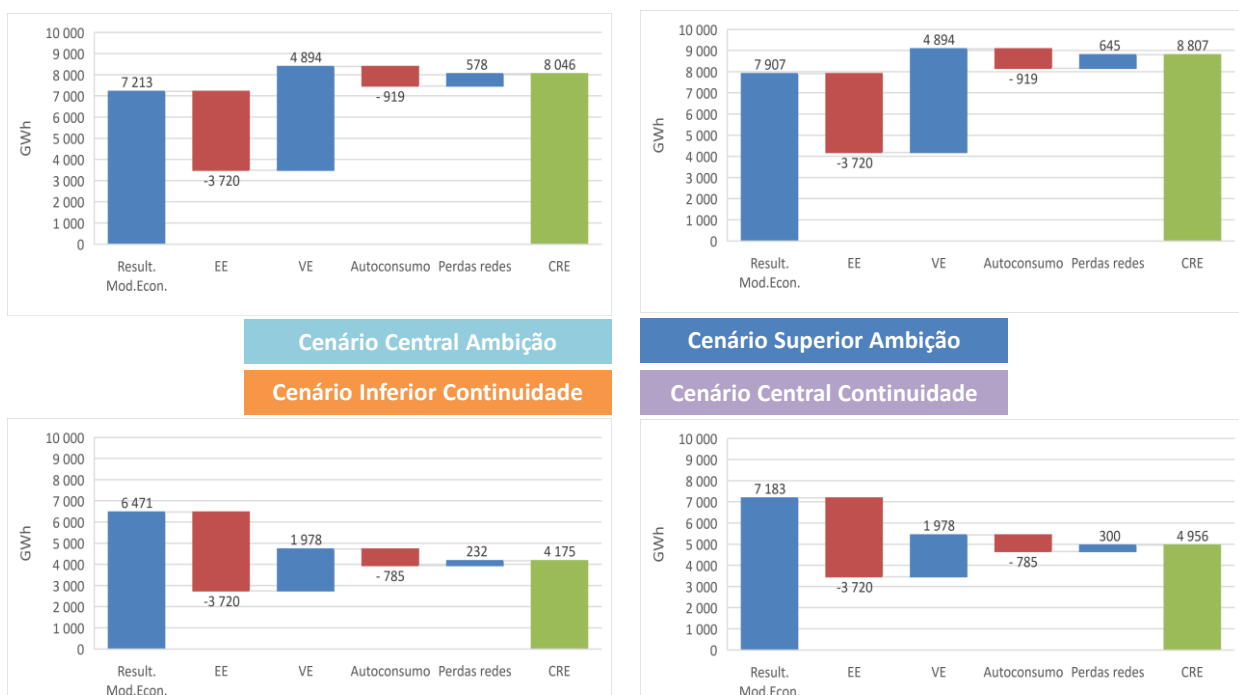 10 000
9 000
8 000
7 000
6 000
5 000
4 000
3 000
2 000
1 000
0
GWh
7 213
-3 720
4 894
- 919
578
8 046
Result.
Mod.Econ.
EE
VE
Autoconsumo
Perdas redes
CRE
10 000
9 000
8 000
7 000
6 000
5 000
4 000
3 000
2 000
1 000
0
GWh
7 907
-3 720
4 894
- 919
645
8 807
Result.
Mod.Econ.
EE
VE
Autoconsumo
Perdas redes
CRE
Cenário Central Ambição
Cenário Superior Ambição
Cenário Inferior Continuidade
Cenário Central Continuidade
10 000
9 000
8 000
7 000
6 000
5 000
4 000
3 000
2 000
1 000
0
GWh
6 471
-3 720
1 978
- 785
232
4 175
Result.
Mod.Econ.
EE
VE
Autoconsumo
Perdas redes
CRE
10 000
9 000
8 000
7 000
6 000
5 000
4 000
3 000
2 000
1 000
0
GWh
7 183
-3 720
1 978
- 785
300
4 956
Result.
Mod.Econ.
EE
VE
Autoconsumo
Perdas redes
CRE